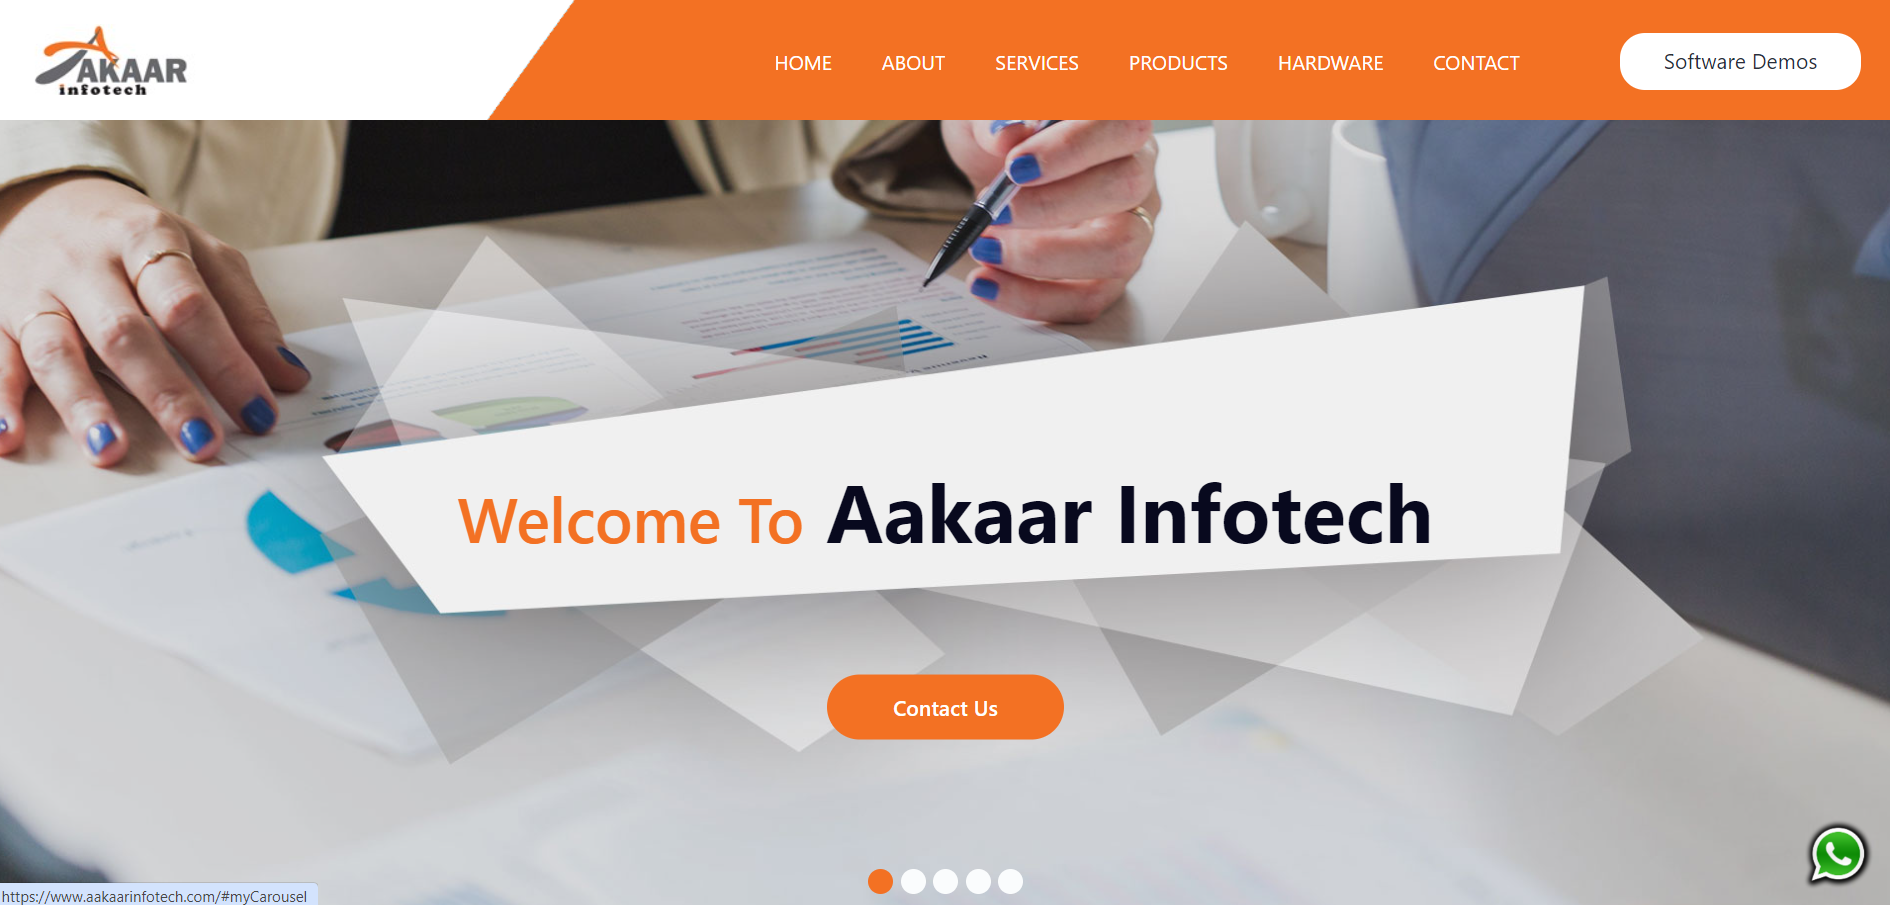 AKAAR
infotech
HOME ABOUT SERVICES PRODUCTS HARDWARE CONTACT
Software Demos
Welcome To Aakaar Infotech
Contact Us
https://www.aakaarinfotech.com/#myCarousel